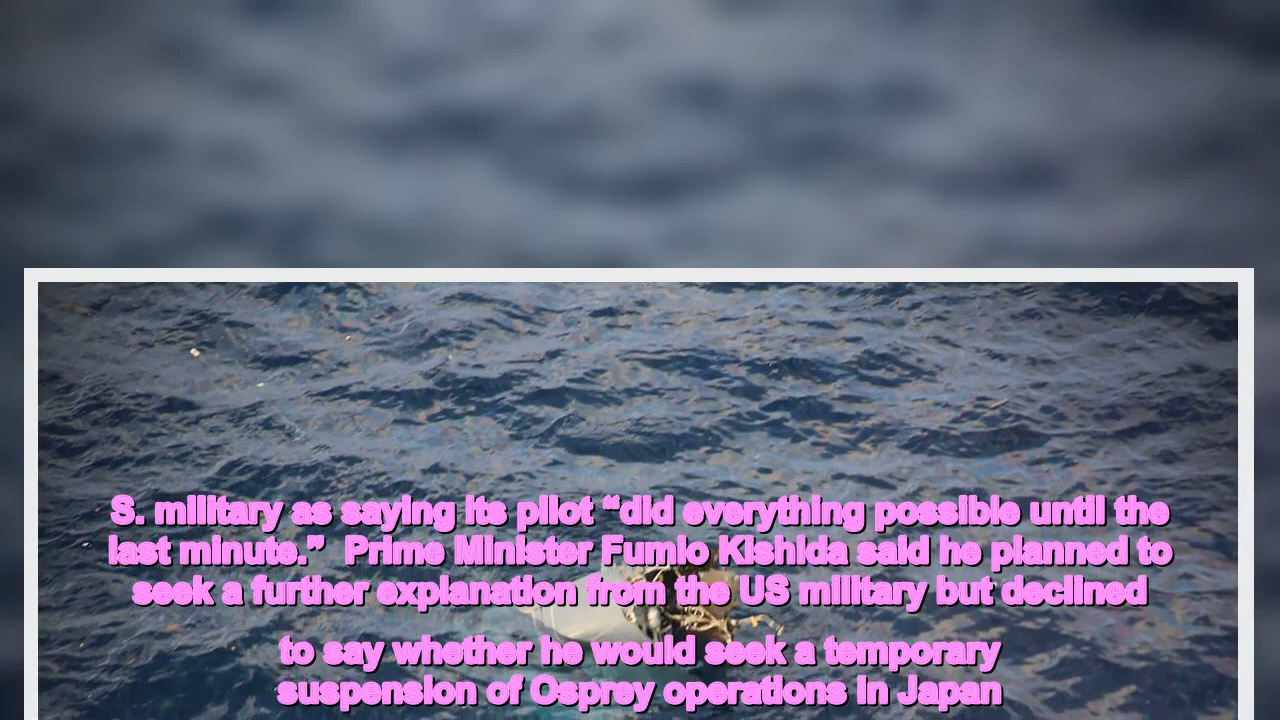 S. military as saying its pilot “did everything possible until the
last minute.”  Prime Minister Fumio Kishida said he planned to
seek a further explanation from the US military but declined
to say whether he would seek a temporary
suspension of Osprey operations in Japan